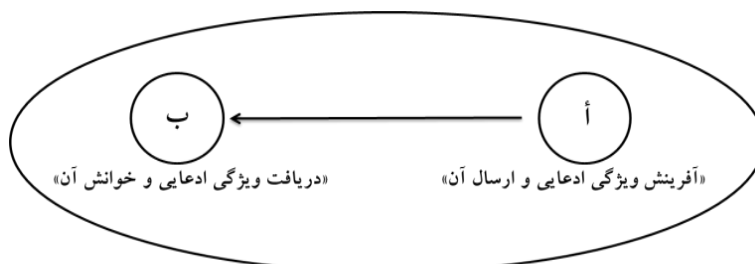 أ
ب
«آفرینش ویژگی ادعایی و ارسال آن»
«دریافت ویژگی ادعایی و خوانش آن»